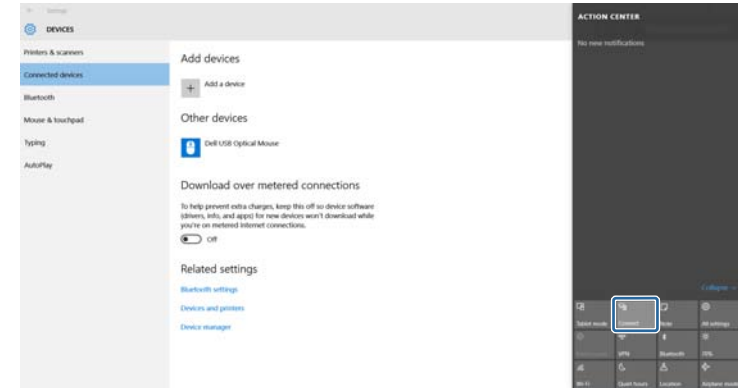 Settings
DEVICES
Printers & scanners
Connected devices
Bluetooth
Mouse & touchpad
Typing
AutoPlay
Add devices
Add a device
Other devices
Dell USB Optical Mouse
Download over metered connections
To help prevent extra charges, keep this off so device software
(drivers, info, and apps) for new devices won't download while
you're on metered Internet connections.
Off
Related settings
Bluetooth settings
Devices and printers
Device manager
ACTION CENTER
No new notifications
Collapse
Tablet mode
Connect
Note
All settings
VPN
Bluetooth
70%
Wi-Fi
Quiet hours
Location
Airplane mode